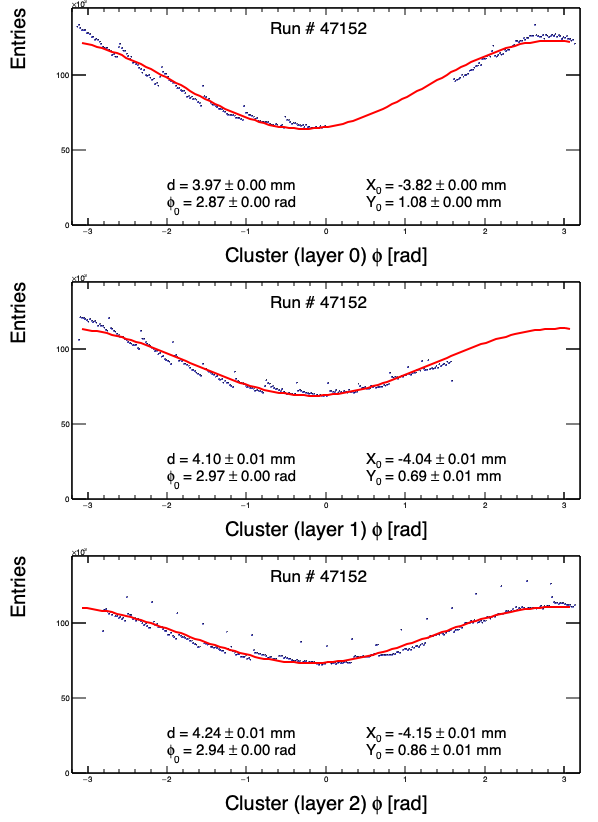 ×10²
Entries
Run # 47152
100
50
0
d = 3.97 ± 0.00 mm X₀ = -3.82 ± 0.00 mm
ϕ₀ = 2.87 ± 0.00 rad Y₀ = 1.08 ± 0.00 mm
−3 −2 −1 0 1 2 3
Cluster (layer 0) ϕ [rad]
×10²
Entries
Run # 47152
100
50
0
d = 4.10 ± 0.01 mm X₀ = -4.04 ± 0.01 mm
ϕ₀ = 2.97 ± 0.00 rad Y₀ = 0.69 ± 0.01 mm
−3 −2 −1 0 1 2 3
Cluster (layer 1) ϕ [rad]
×10²
Entries
Run # 47152
100
50
0
d = 4.24 ± 0.01 mm X₀ = -4.15 ± 0.01 mm
ϕ₀ = 2.94 ± 0.00 rad Y₀ = 0.86 ± 0.01 mm
−3 −2 −1 0 1 2 3
Cluster (layer 2) ϕ [rad]